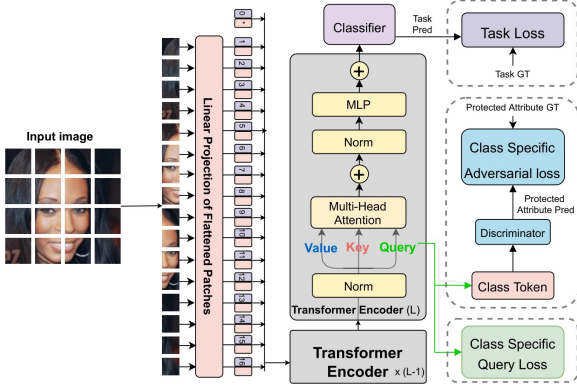 Input image
Linear Projection of Flattened Patches
0
*
1
2
3
4
5
6
7
8
9
10
11
12
13
14
15
16
Classifier
Task
Pred
MLP
Norm
Multi-Head
Attention
Value Key Query
Norm
Transformer Encoder (L)
Transformer
Encoder x (L-1)
Task Loss
Task GT
Protected Attribute GT
Class Specific
Adversarial loss
Protected
Attribute Pred
Discriminator
Class Token
Class Specific
Query Loss